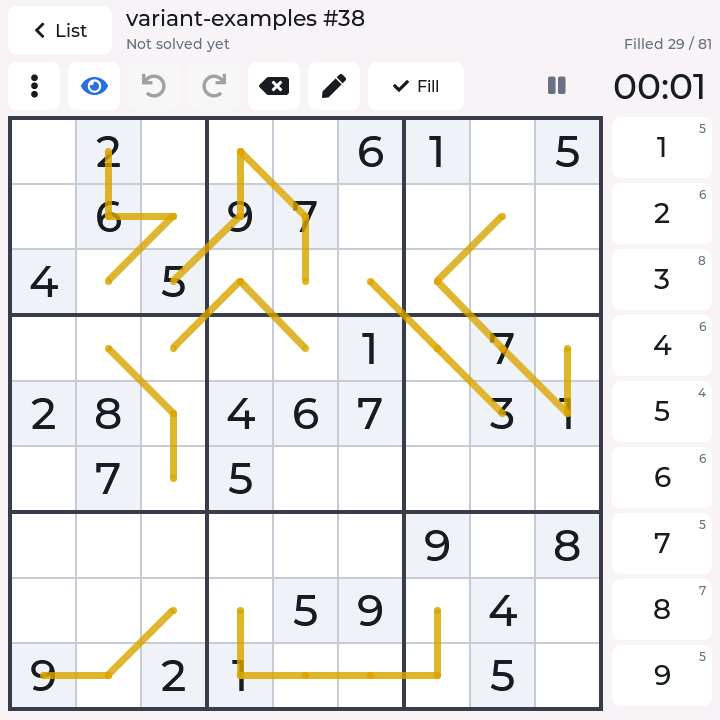 List
variant-examples #38
Not solved yet
Filled 29 / 81
Fill
00:01
2 6 1 5
6 9 7
4 5
1 7
2 8 4 6 7 3 1
7 5
9 8
5 9 4
9 2 1 5
1 5
2 6
3 8
4 6
5 4
6 6
7 5
8 7
9 5